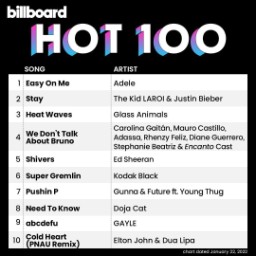 billboard
HOT 100
SONG ARTIST
1 Easy On Me Adele
2 Stay The Kid LAROI & Justin Bieber
3 Heat Waves Glass Animals
4 We Don't Talk About Bruno Carolina Gaitán, Mauro Castillo,
Adassa, Rhenzy Feliz, Diane Guerrero,
Stephanie Beatriz & Encanto Cast
5 Shivers Ed Sheeran
6 Super Gremlin Kodak Black
7 Pushin P Gunna & Future ft. Young Thug
8 Need To Know Doja Cat
9 abcdefu GAYLE
10 Cold Heart (PNAU Remix) Elton John & Dua Lipa
chart dated January 22, 2022